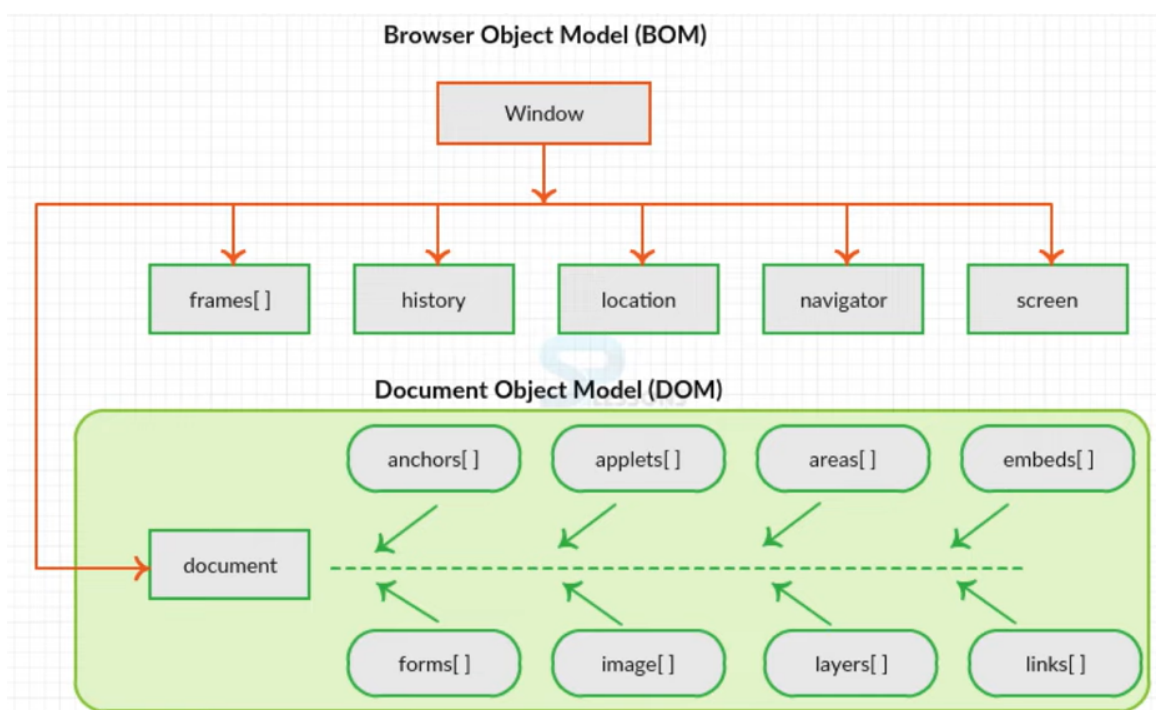 Browser Object Model (BOM)
Window
frames[ ]
history
location
navigator
screen
Document Object Model (DOM)
anchors[ ]
applets[ ]
areas[ ]
embeds[ ]
document
forms[ ]
image[ ]
layers[ ]
links[ ]